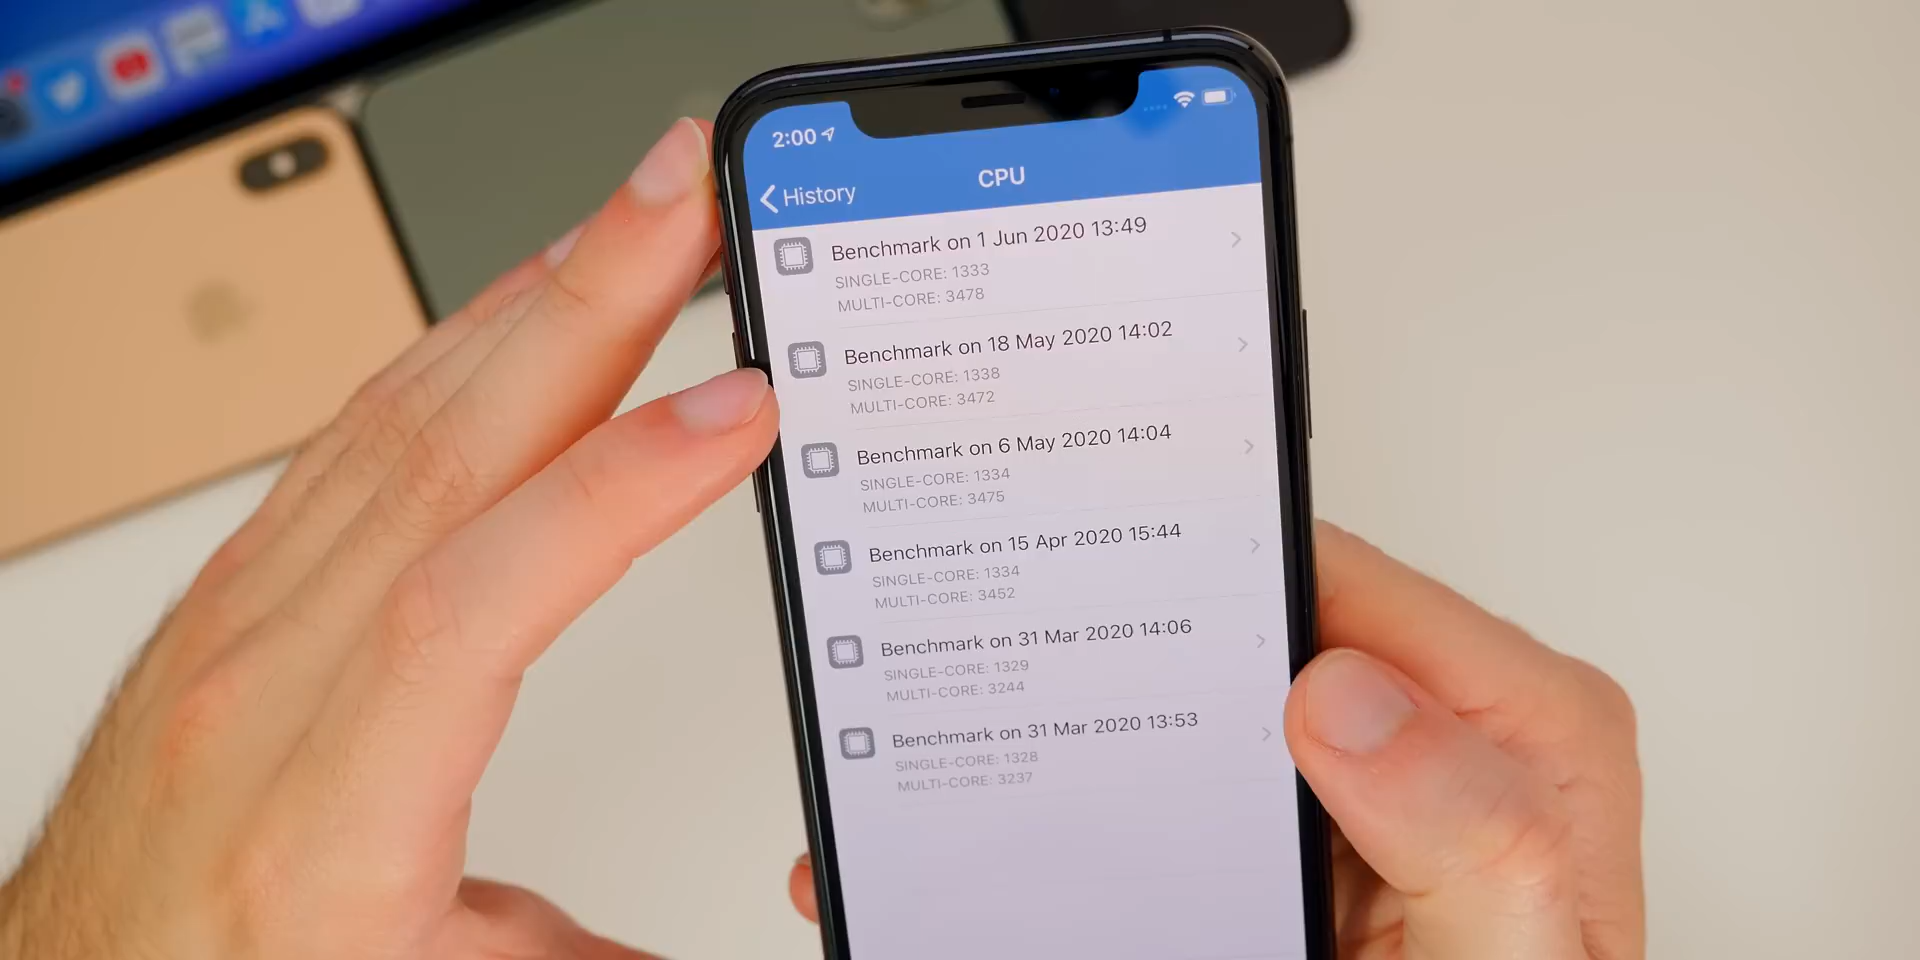 2:00
History
CPU
Benchmark on 1 Jun 2020 13:49
SINGLE-CORE: 1333
MULTI-CORE: 3478
Benchmark on 18 May 2020 14:02
SINGLE-CORE: 1338
MULTI-CORE: 3472
Benchmark on 6 May 2020 14:04
SINGLE-CORE: 1334
MULTI-CORE: 3475
Benchmark on 15 Apr 2020 15:44
SINGLE-CORE: 1334
MULTI-CORE: 3452
Benchmark on 31 Mar 2020 14:06
SINGLE-CORE: 1329
MULTI-CORE: 3244
Benchmark on 31 Mar 2020 13:53
SINGLE-CORE: 1328
MULTI-CORE: 3237